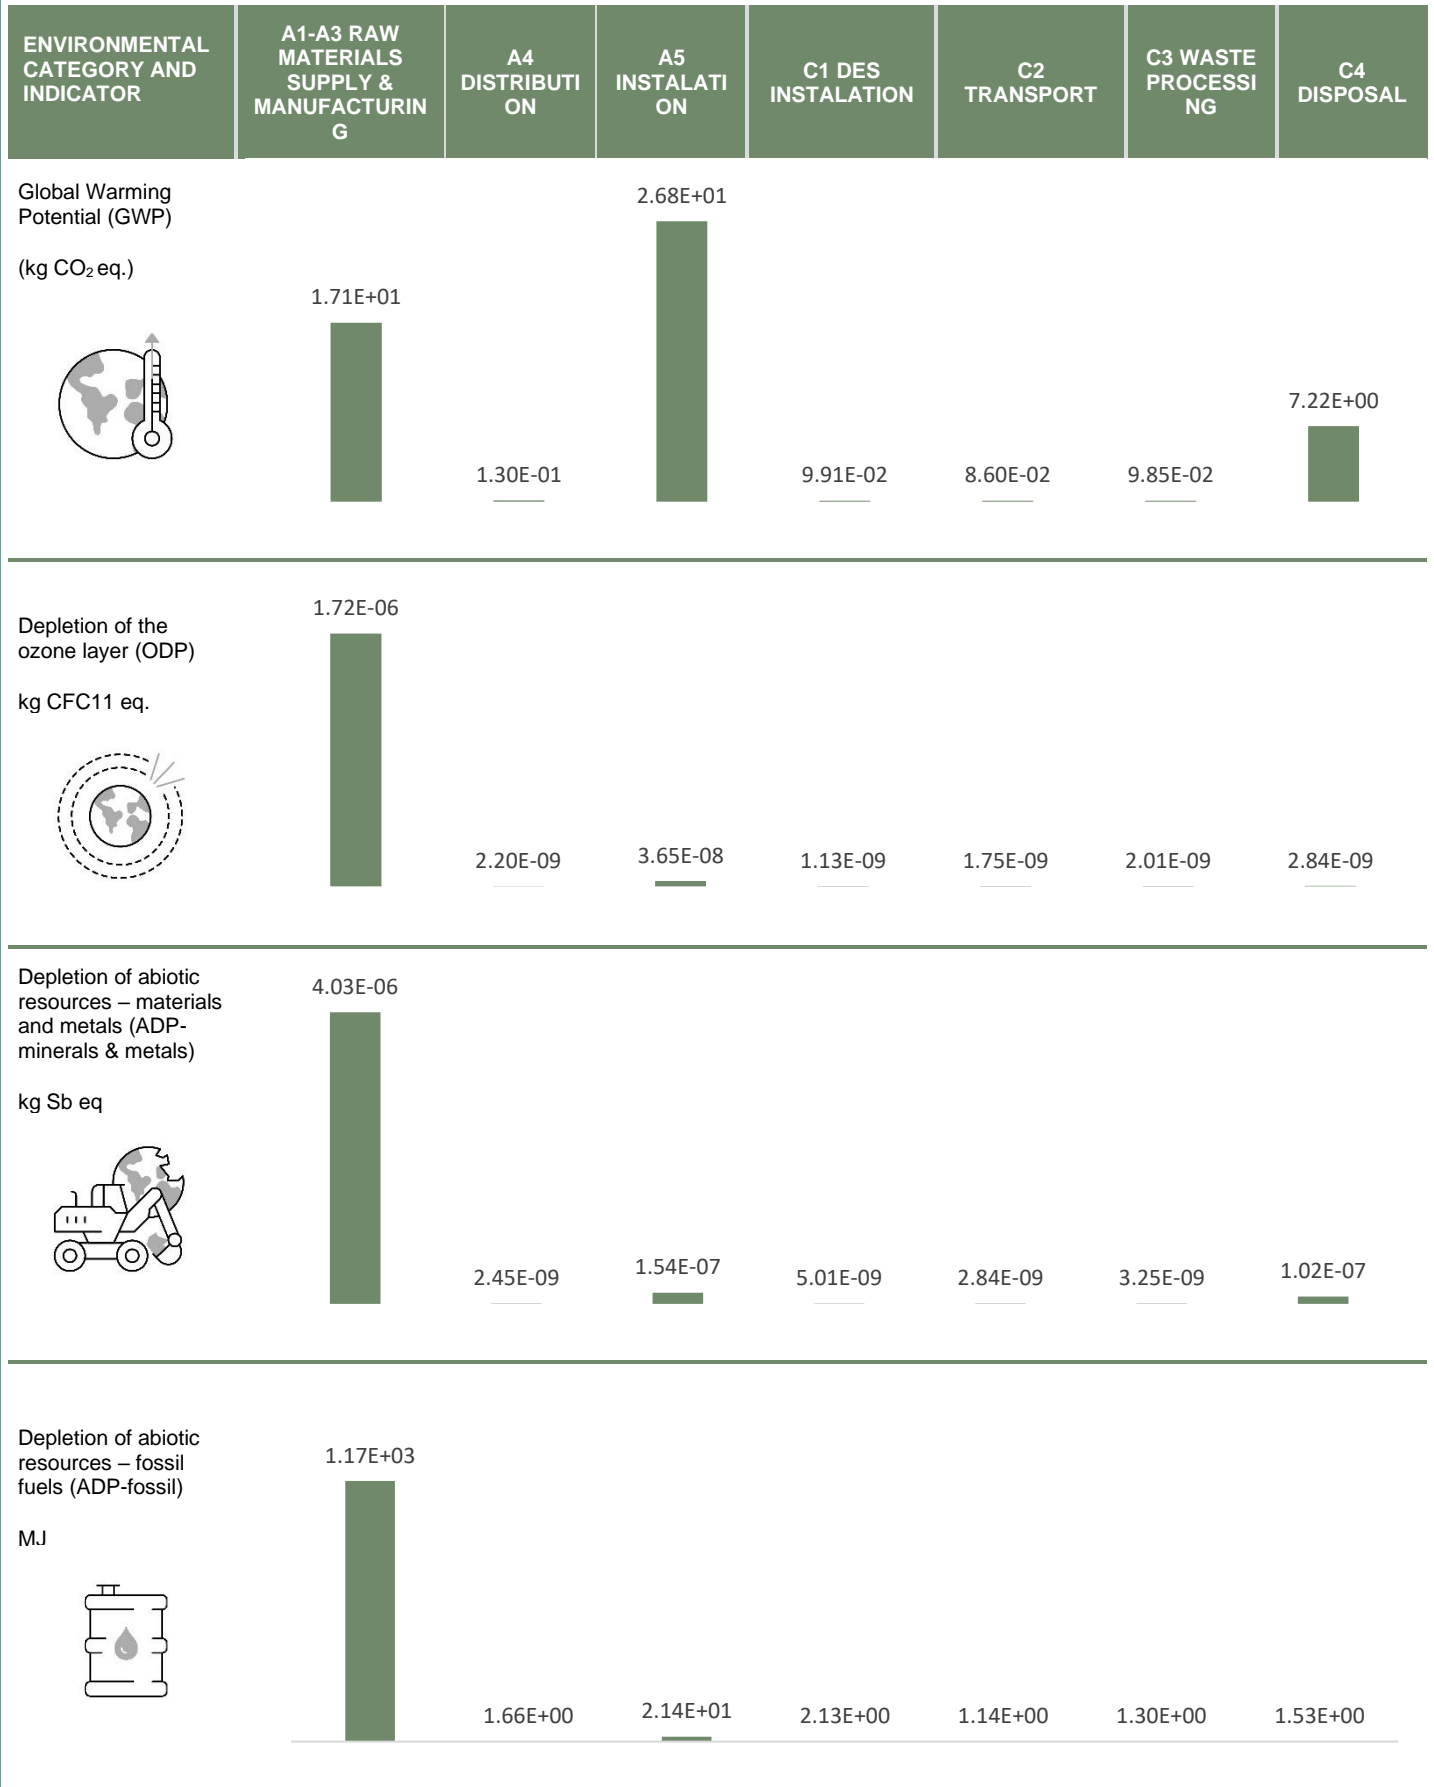 ENVIRONMENTAL
CATEGORY AND
INDICATOR
A1-A3 RAW
MATERIALS
SUPPLY &
MANUFACTURIN
G
A4
DISTRIBUTI
ON
A5
INSTALATI
ON
C1 DES
INSTALATION
C2
TRANSPORT
C3 WASTE
PROCESSI
NG
C4
DISPOSAL
Global Warming
Potential (GWP)
(kg CO₂ eq.)
1.71E+01
1.30E-01
2.68E+01
9.91E-02
8.60E-02
9.85E-02
7.22E+00
Depletion of the
ozone layer (ODP)
kg CFC11 eq.
1.72E-06
2.20E-09
3.65E-08
1.13E-09
1.75E-09
2.01E-09
2.84E-09
Depletion of abiotic
resources – materials
and metals (ADP-
minerals & metals)
kg Sb eq
4.03E-06
2.45E-09
1.54E-07
5.01E-09
2.84E-09
3.25E-09
1.02E-07
Depletion of abiotic
resources – fossil
fuels (ADP-fossil)
MJ
1.17E+03
1.66E+00
2.14E+01
2.13E+00
1.14E+00
1.30E+00
1.53E+00